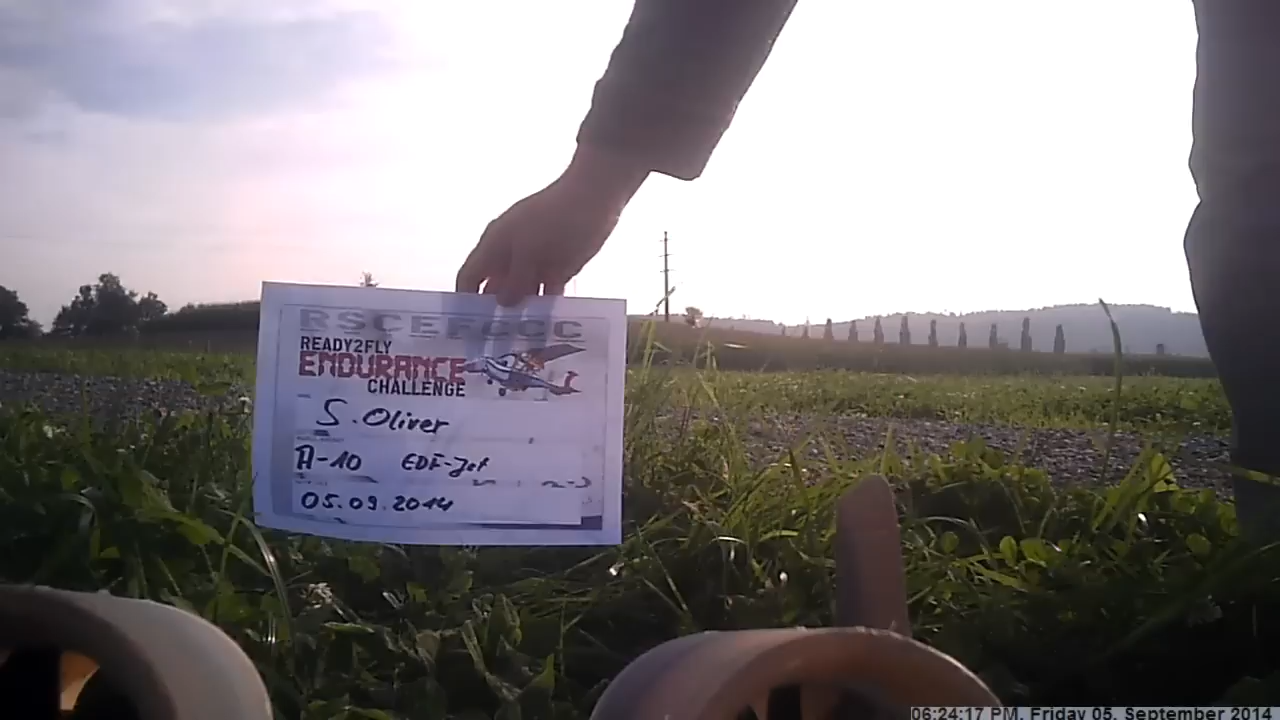 RSCEFCCC
READY2FLY
ENDURANCE
CHALLENGE
S. Oliver
A-10 EDF-Jet
05.09.2014
06:24:17 PM, Friday 05, September 2014